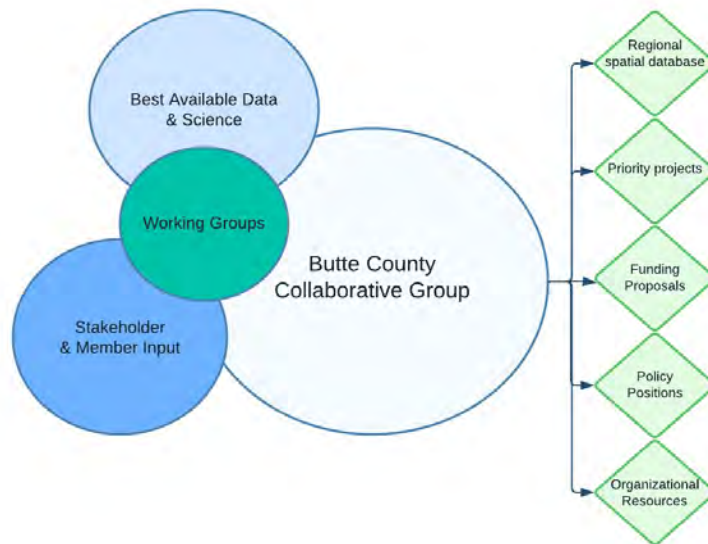 Best Available Data
& Science
Working Groups
Stakeholder
& Member Input
Butte County
Collaborative Group
Regional
spatial database
Priority projects
Funding
Proposals
Policy
Positions
Organizational
Resources